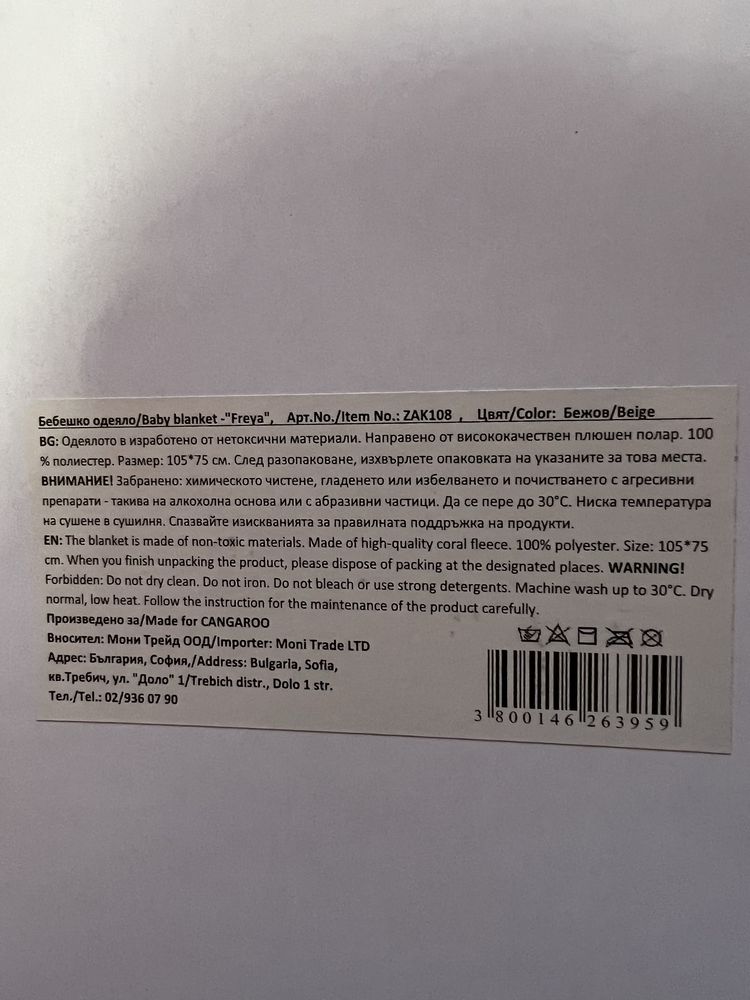 Бебешко одеяло/Baby blanket -"Freya", Арт.No./Item No.: ZAK108 , Цвят/Color: Бежов/Beige
BG: Одеялото в изработено от нетоксични материали. Направено от висококачествен плюшен полар. 100
% полиестер. Размер: 105*75 см. След разопаковане, изхвърлете опаковката на указаните за това места.
ВНИМАНИЕ! Забранено: химическото чистене, гладенето или избелването и почистването с агресивни
препарати - такива на алкохолна основа или с абразивни частици. Да се пере до 30°C. Ниска температура
на сушене в сушилня. Спазвайте изискванията за правилната поддръжка на продукти.
EN: The blanket is made of non-toxic materials. Made of high-quality coral fleece. 100% polyester. Size: 105*75
cm. When you finish unpacking the product, please dispose of packing at the designated places. WARNING!
Forbidden: Do not dry clean. Do not iron. Do not bleach or use strong detergents. Machine wash up to 30°C. Dry
normal, low heat. Follow the instruction for the maintenance of the product carefully.
Произведено за/Made for CANGAROO
Вносител: Мони Трейд ООД/Importer: Moni Trade LTD
Адрес: България, София,/Address: Bulgaria, Sofia,
кв.Требич, ул. "Доло" 1/Trebich distr., Dolo 1 str.
Тел./Tel.: 02/936 07 90
3 800146 263959